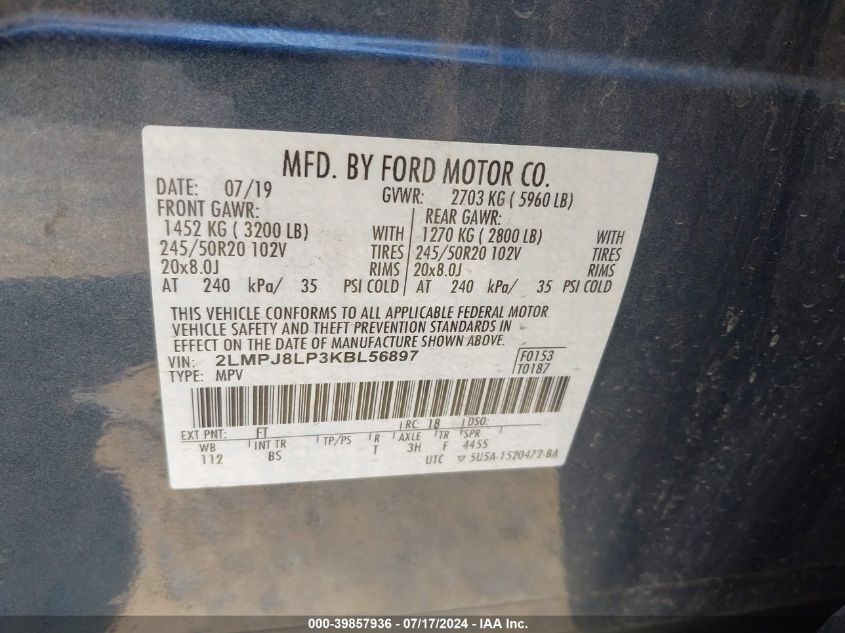 MFD. BY FORD MOTOR CO.
DATE: 07/19 GVWR: 2703 KG ( 5960 LB)
FRONT GAWR: REAR GAWR:
1452 KG ( 3200 LB) WITH 1270 KG ( 2800 LB) WITH
245/50R20 102V TIRES 245/50R20 102V TIRES
20x8.0J RIMS 20x8.0J RIMS
AT 240 kPa/ 35 PSI COLD AT 240 kPa/ 35 PSI COLD
THIS VEHICLE CONFORMS TO ALL APPLICABLE FEDERAL MOTOR
VEHICLE SAFETY AND THEFT PREVENTION STANDARDS IN
EFFECT ON THE DATE OF MANUFACTURE SHOWN ABOVE.
VIN: 2LMPJ8LP3KBL56897 F0153
TYPE: MPV T0187
EXT PNT: FT RC: 18 DSO:
WB INT TR TP/PS R AXLE TR SPR
112 BS T 3H F 4455
UTC 5U5A-1520472-BA
000-39857936 - 07/17/2024 - IAAI.com